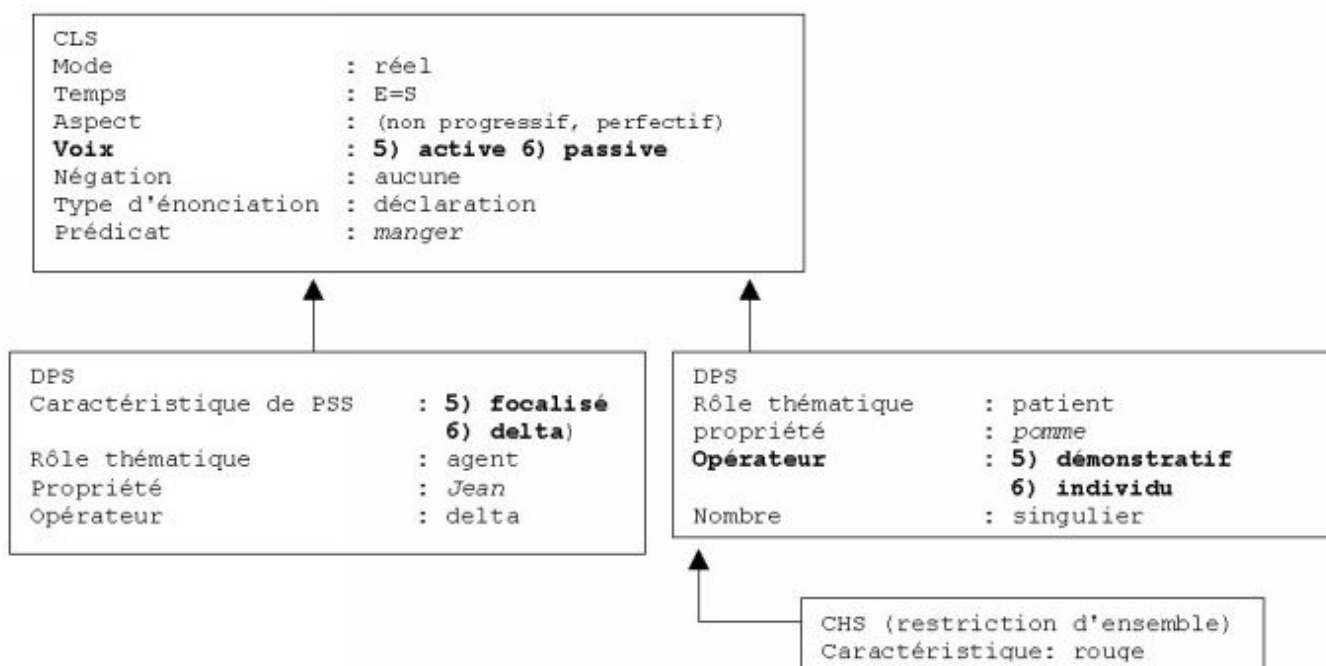 CLS
Mode : réel
Temps : E=S
Aspect : (non progressif, perfectif)
Voix : 5) active 6) passive
Négation : aucune
Type d'énonciation : déclaration
Prédicat : manger
DPS
Caractéristique de PSS : 5) focalisé
6) delta)
Rôle thématique : agent
Propriété : Jean
Opérateur : delta
DPS
Rôle thématique : patient
propriété : pomme
Opérateur : 5) démonstratif
6) individu
Nombre : singulier
CHS (restriction d'ensemble)
Caractéristique: rouge